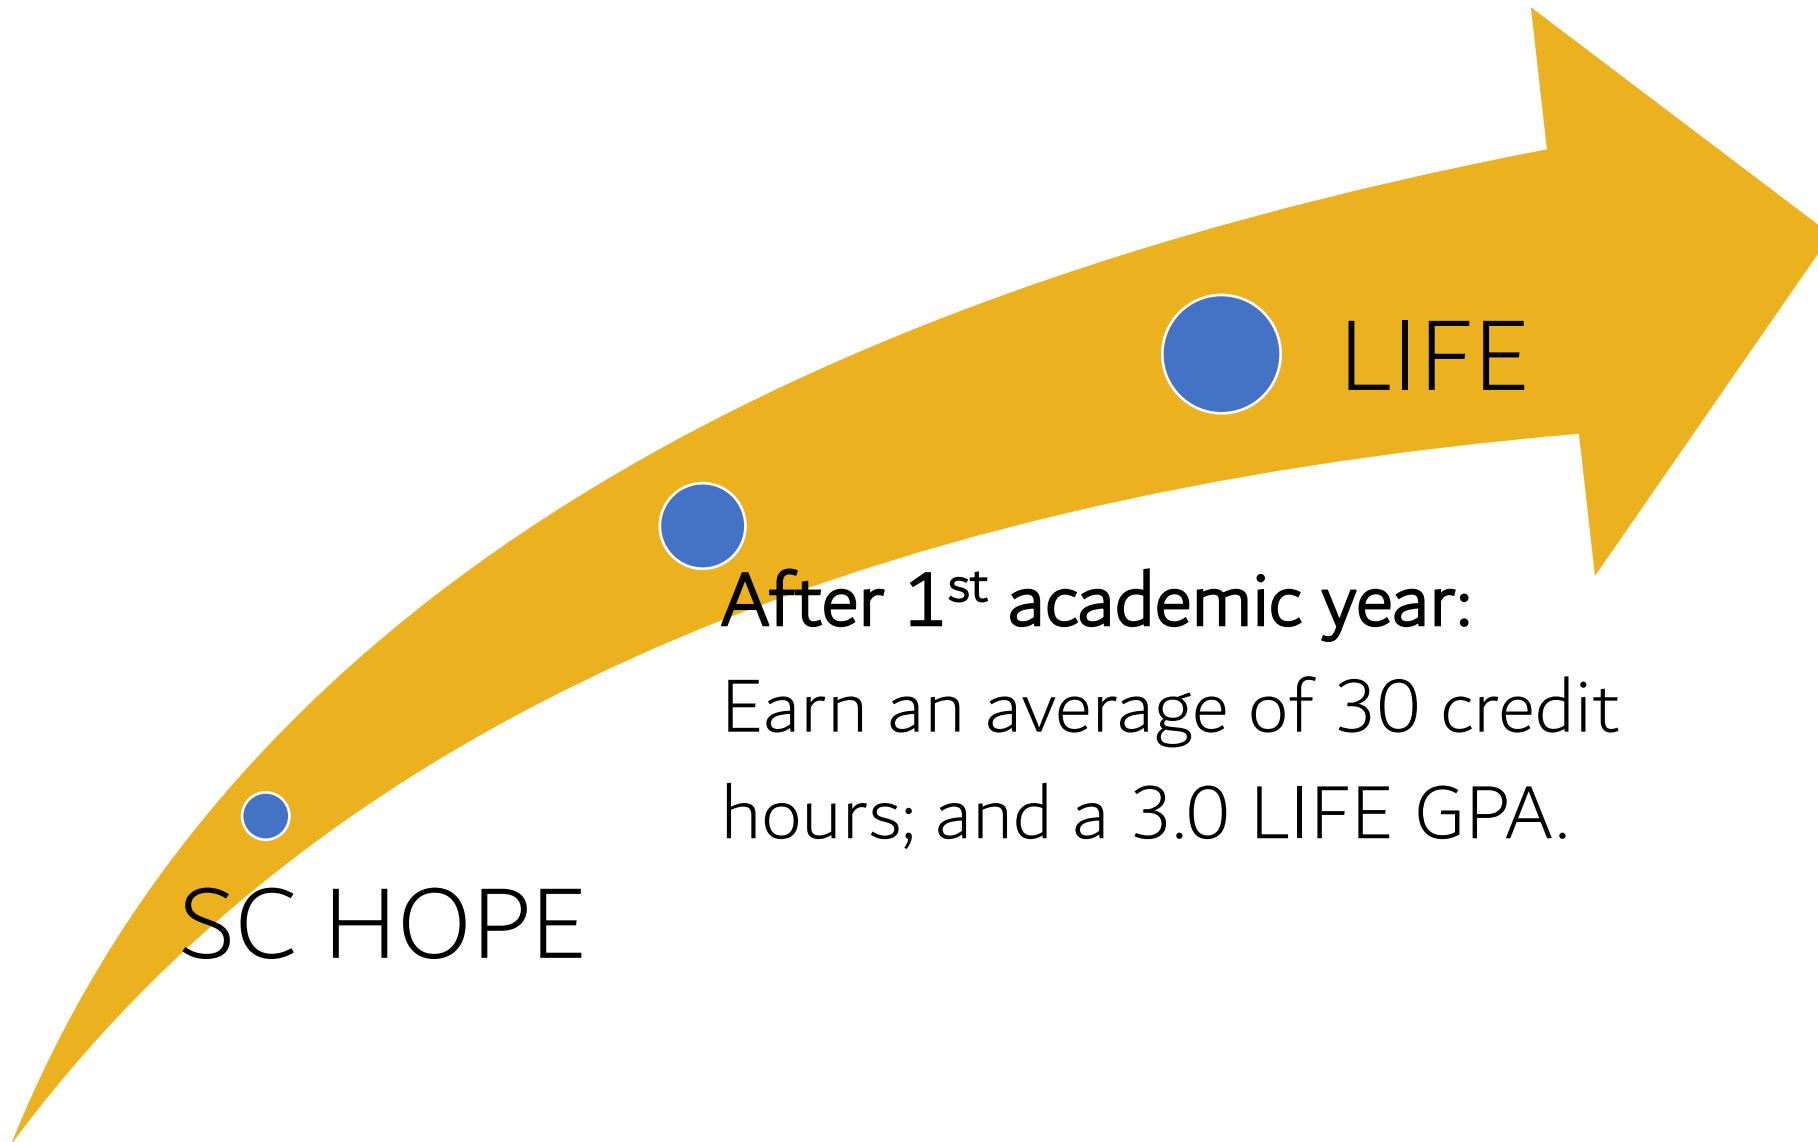 LIFE
After 1st academic year:
Earn an average of 30 credit
hours; and a 3.0 LIFE GPA.
SC HOPE